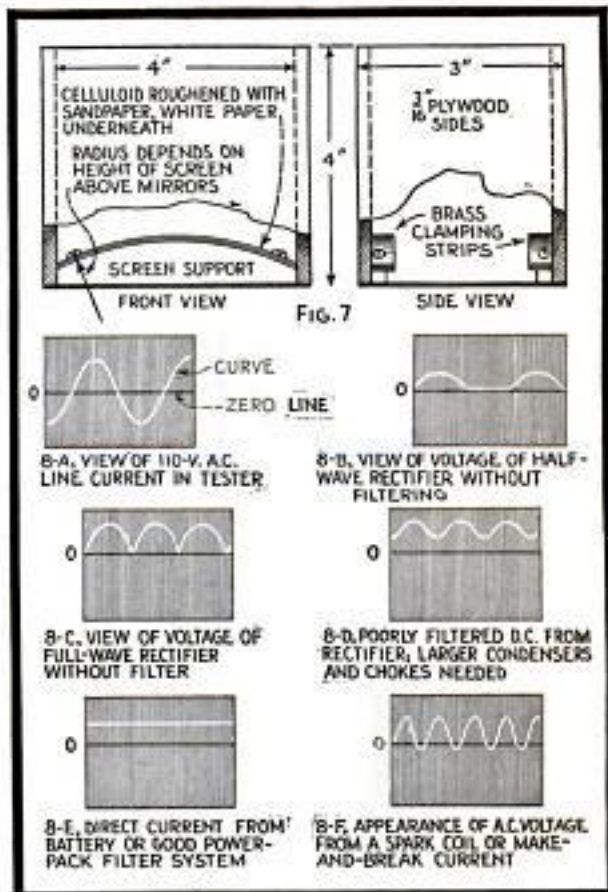 4"
CELLULOID ROUGHENED WITH
SANDPAPER, WHITE PAPER
UNDERNEATH
RADIUS DEPENDS ON
HEIGHT OF SCREEN
ABOVE MIRRORS
SCREEN SUPPORT
FRONT VIEW
4"
3"
3/16" PLYWOOD
SIDES
BRASS
CLAMPING
STRIPS
SIDE VIEW
FIG. 7
0
CURVE
ZERO LINE
8-A, VIEW OF 110-V. A.C.
LINE CURRENT IN TESTER
0
8-B, VIEW OF VOLTAGE OF HALF-
WAVE RECTIFIER WITHOUT
FILTERING
0
8-C, VIEW OF VOLTAGE OF
FULL-WAVE RECTIFIER
WITHOUT FILTER
0
8-D, POORLY FILTERED D.C. FROM
RECTIFIER; LARGER CONDENSERS
AND CHOKES NEEDED
0
8-E, DIRECT CURRENT FROM
BATTERY OR GOOD POWER-
PACK FILTER SYSTEM
0
8-F, APPEARANCE OF A.C. VOLTAGE
FROM A SPARK COIL OR MAKE-
AND-BREAK CURRENT